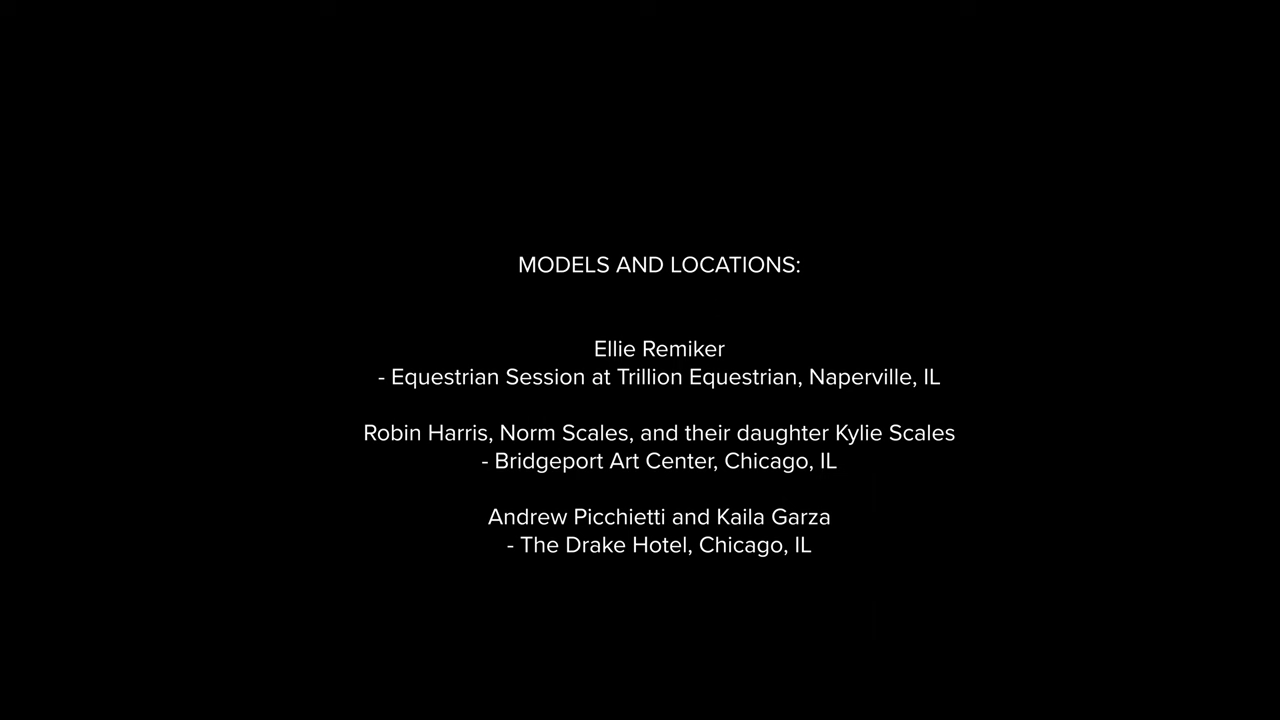 MODELS AND LOCATIONS:
Ellie Remiker
- Equestrian Session at Trillion Equestrian, Naperville, IL
Robin Harris, Norm Scales, and their daughter Kylie Scales
- Bridgeport Art Center, Chicago, IL
Andrew Picchietti and Kaila Garza
- The Drake Hotel, Chicago, IL